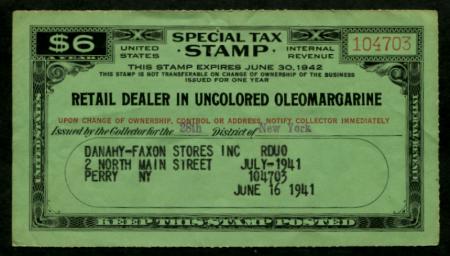 $6
A YEAR
SPECIAL TAX
UNITED STATES
STAMP
INTERNAL REVENUE
104703
THIS STAMP EXPIRES JUNE 30, 1942
THIS STAMP IS NOT TRANSFERABLE ON CHANGE OF OWNERSHIP OF THE BUSINESS
ISSUED FOR ONE YEAR
RETAIL DEALER IN UNCOLORED OLEOMARGARINE
UPON CHANGE OF OWNERSHIP, CONTROL OR ADDRESS, NOTIFY COLLECTOR IMMEDIATELY
Issued by the Collector for the 28th District of New York
DANAHY-FAXON STORES INC RDUO
2 NORTH MAIN STREET JULY-1941
PERRY NY 104703
JUNE 16 1941
KEEP THIS STAMP POSTED
UNITED STATES